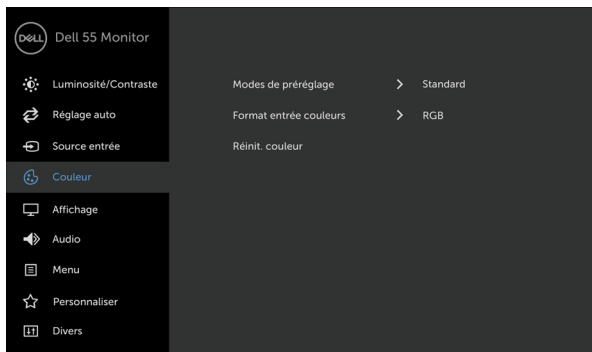 DELL Dell 55 Monitor
Luminosité/Contraste
Réglage auto
Source entrée
Couleur
Affichage
Audio
Menu
Personnaliser
Divers
Modes de préréglage > Standard
Format entrée couleurs > RGB
Réinit. couleur